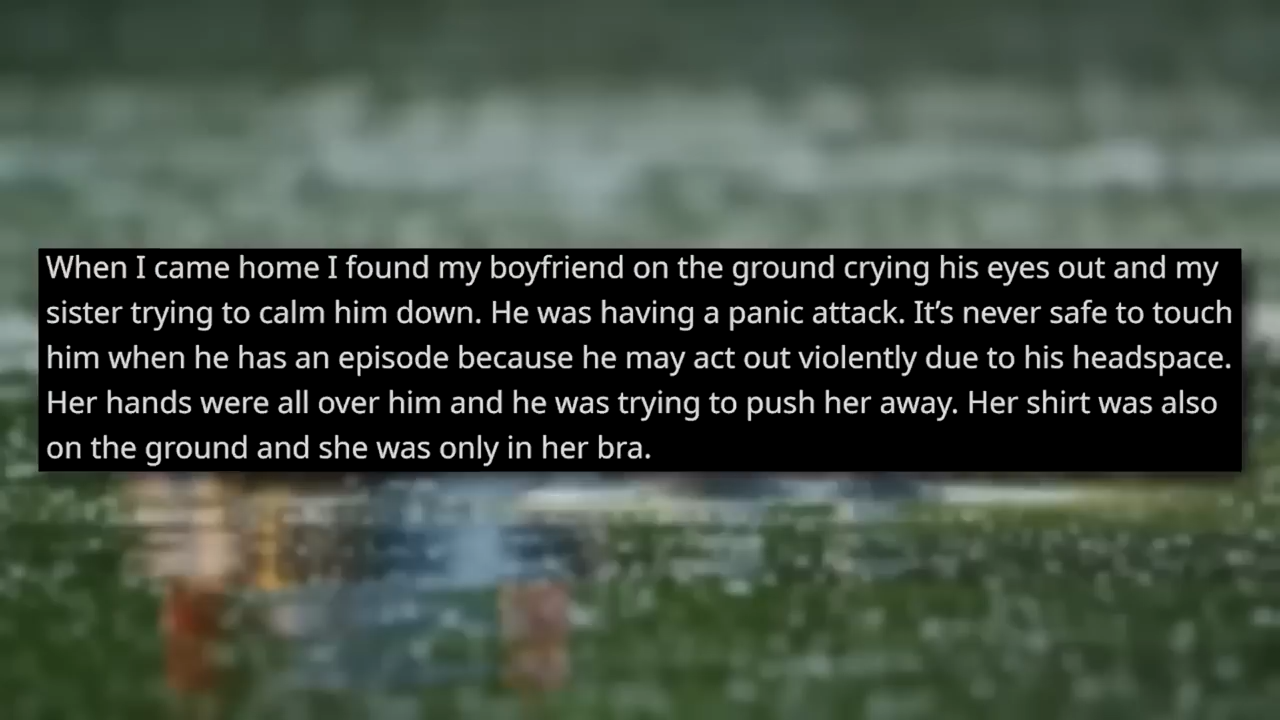 When I came home I found my boyfriend on the ground crying his eyes out and my
sister trying to calm him down. He was having a panic attack. It’s never safe to touch
him when he has an episode because he may act out violently due to his headspace.
Her hands were all over him and he was trying to push her away. Her shirt was also
on the ground and she was only in her bra.